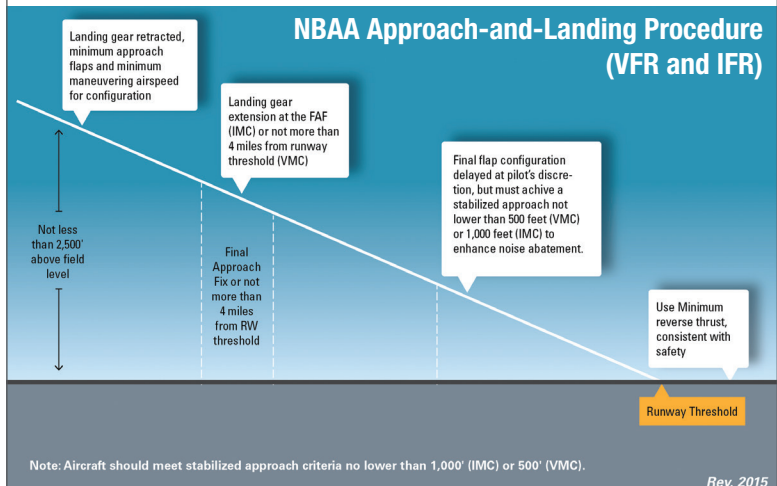 NBAA Approach-and-Landing Procedure
(VFR and IFR)
Landing gear retracted,
minimum approach
flaps and minimum
maneuvering airspeed
for configuration
Landing gear
extension at the FAF
(IMC) or not more than
4 miles from runway
threshold (VMC)
Final flap configuration
delayed at pilot's discre-
tion, but must achive a
stabilized approach not
lower than 500 feet (VMC)
or 1,000 feet (IMC) to
enhance noise abatement.
Not less
than 2,500'
above field
level
Final
Approach
Fix or not
more than
4 miles
from RW
threshold
Use Minimum
reverse thrust,
consistent with
safety
Runway Threshold
Note: Aircraft should meet stabilized approach criteria no lower than 1,000' (IMC) or 500' (VMC).
Rev. 2015